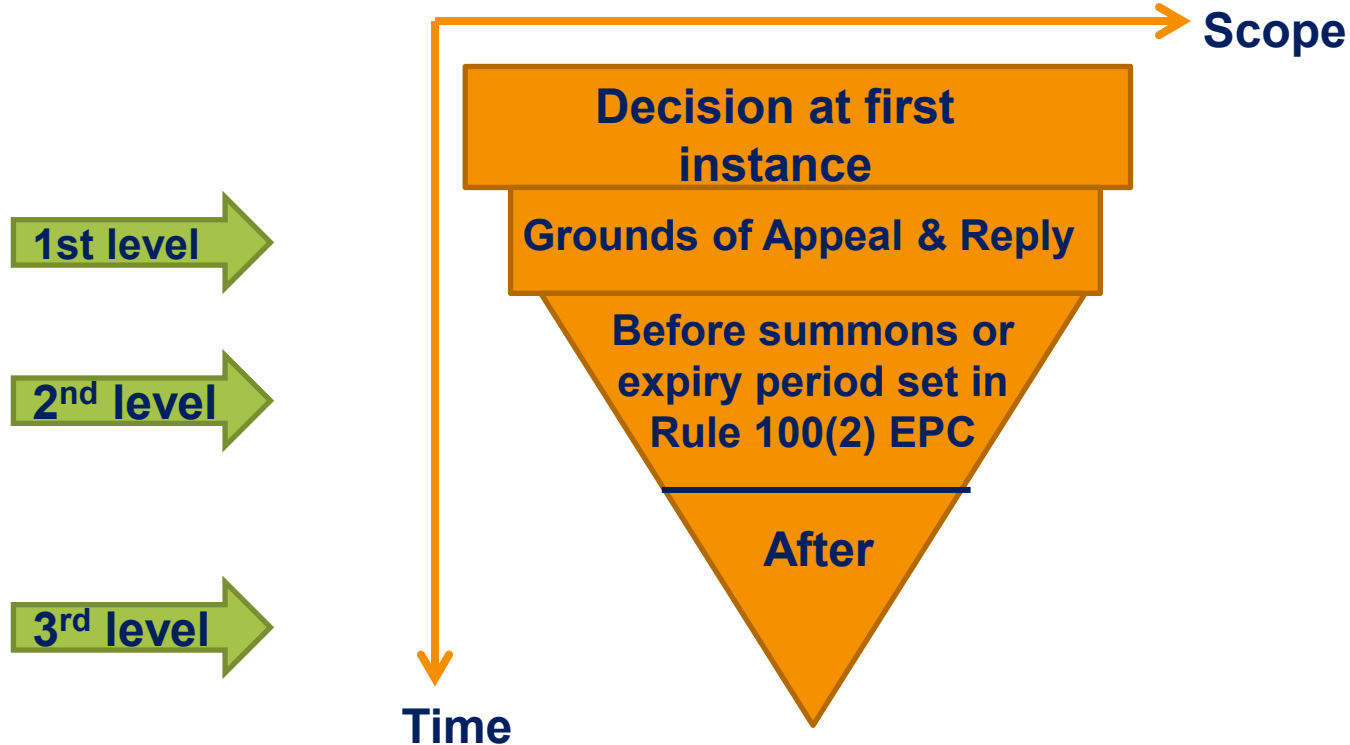 Scope
Decision at first
instance
1st level
Grounds of Appeal & Reply
2nd level
Before summons or
expiry period set in
Rule 100(2) EPC
After
3rd level
Time